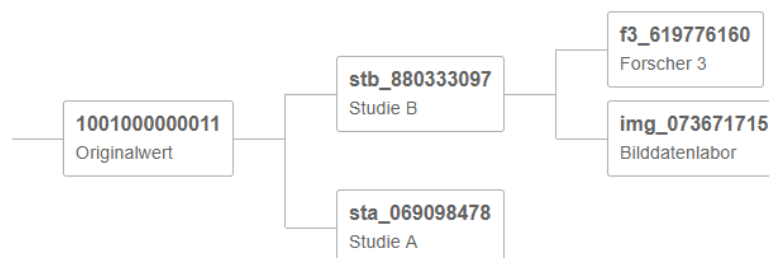 f3_619776160
Forscher 3
stb_880333097
Studie B
1001000000011
Originalwert
img_073671715
Bilddatenlabor
sta_069098478
Studie A